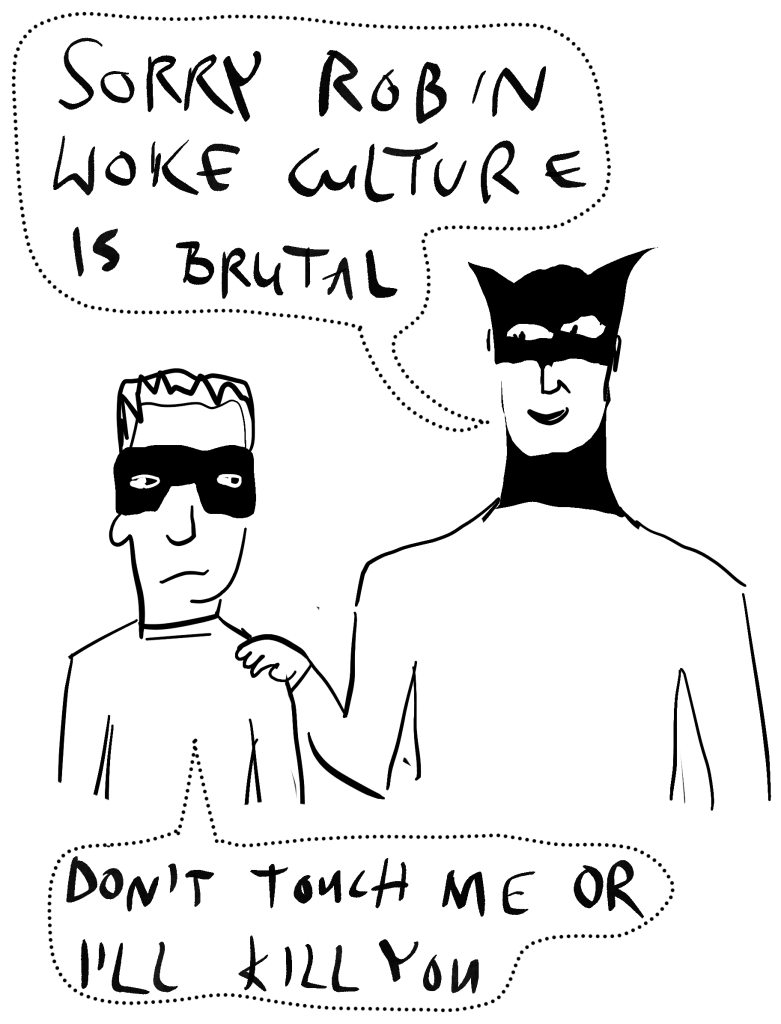 SORRY ROBIN
WOKE CULTURE
IS BRUTAL
DON'T TOUCH ME OR
I'LL KILL YOU